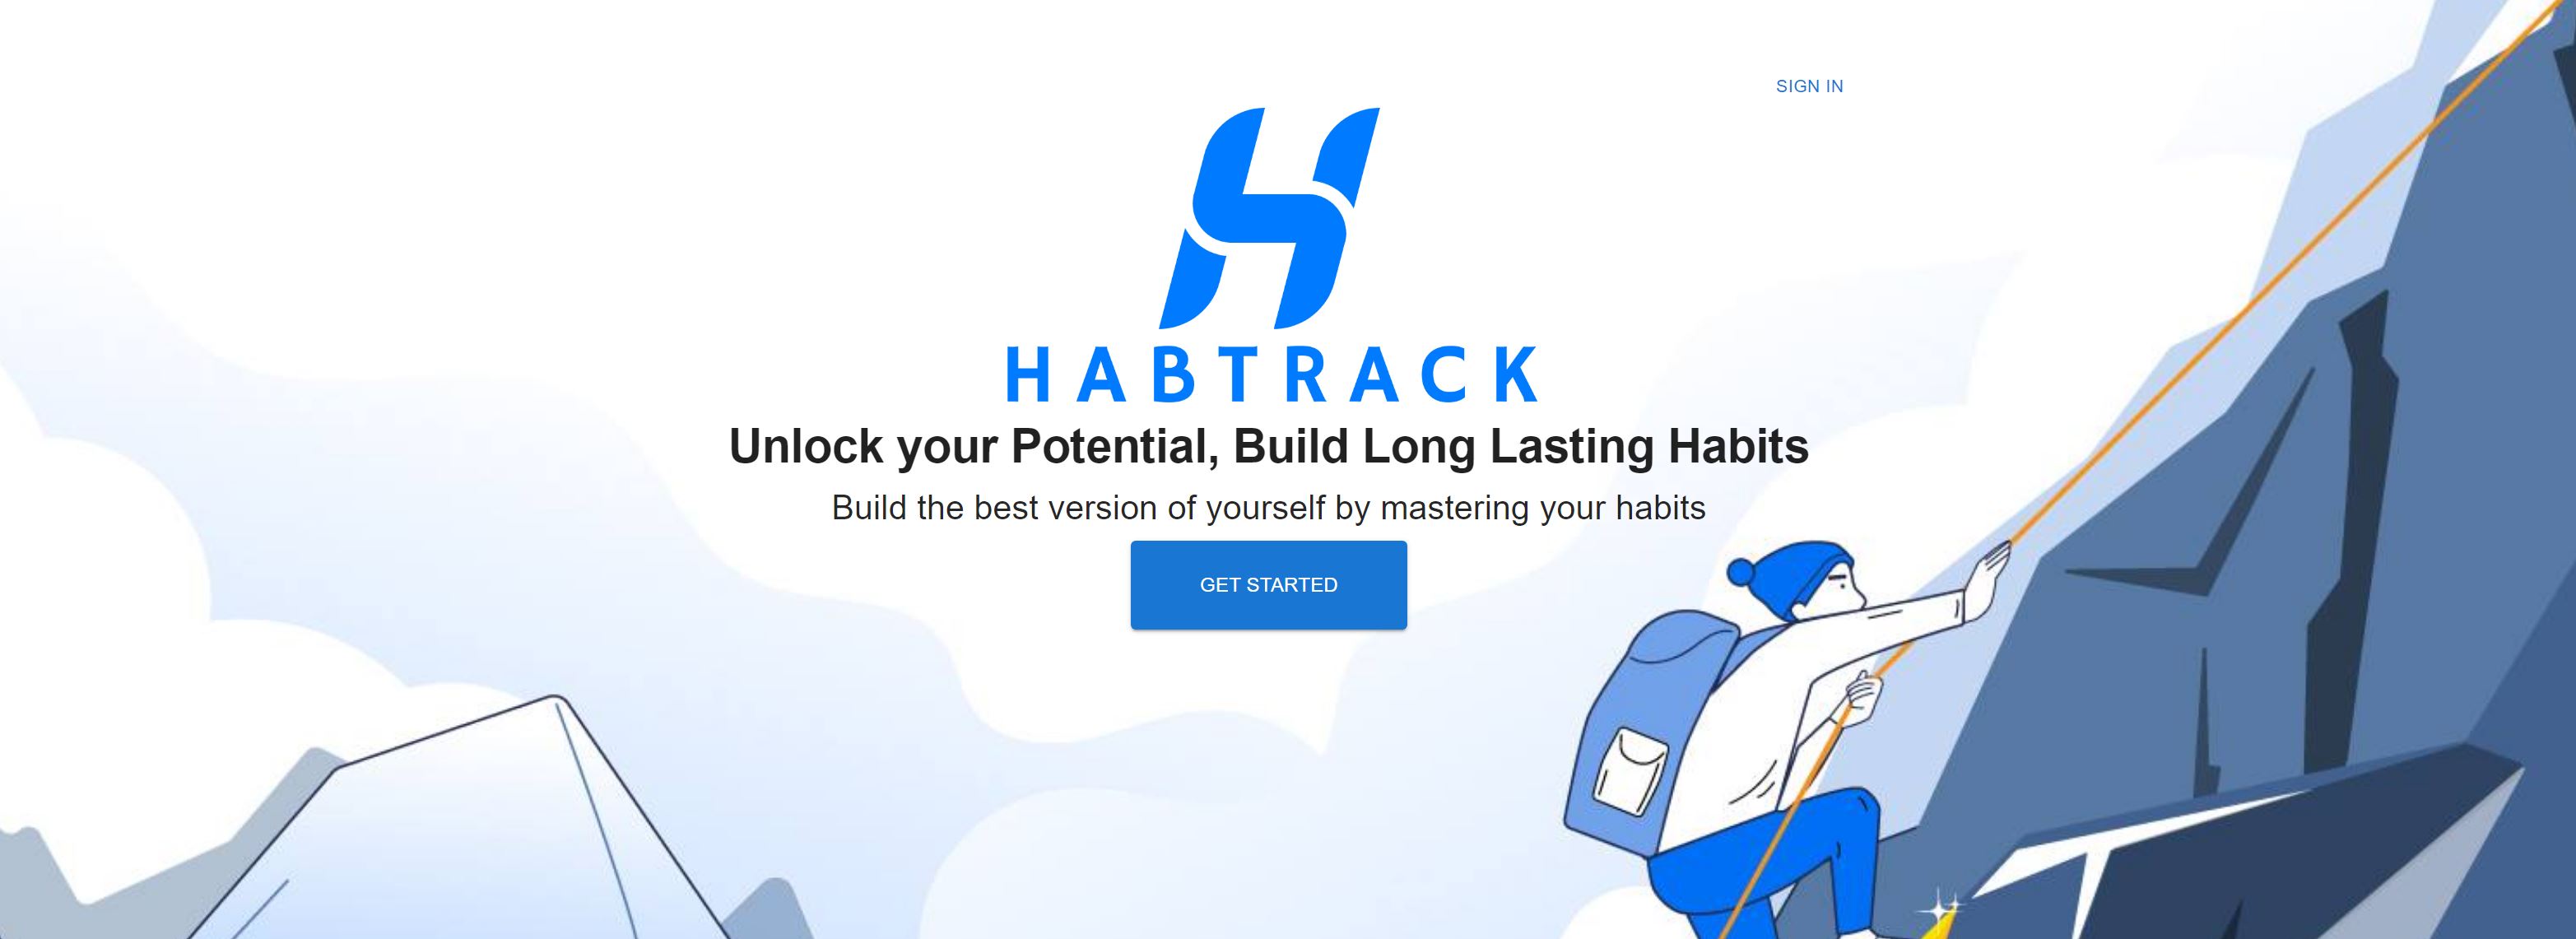 SIGN IN
HABTRACK
Unlock your Potential, Build Long Lasting Habits
Build the best version of yourself by mastering your habits
GET STARTED